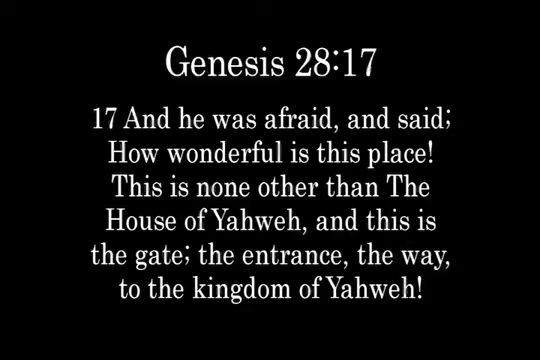 Genesis 28:17
17 And he was afraid, and said;
How wonderful is this place!
This is none other than The
House of Yahweh, and this is
the gate; the entrance, the way,
to the kingdom of Yahweh!